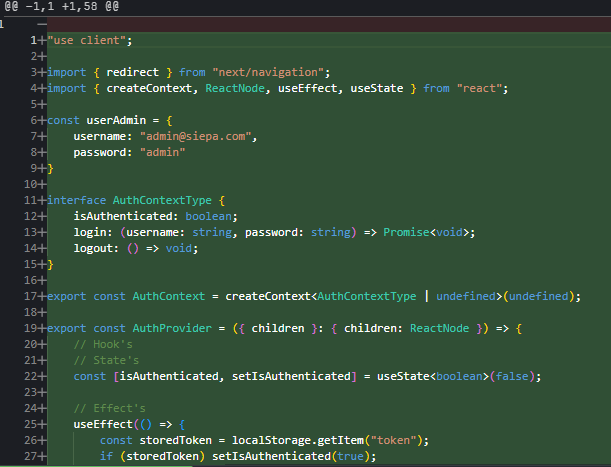 @@ -1,1 +1,58 @@
1 −
1+"use client";
2+
3+import { redirect } from "next/navigation";
4+import { createContext, ReactNode, useEffect, useState } from "react";
5+
6+const userAdmin = {
7+    username: "admin@siepa.com",
8+    password: "admin"
9+}
10+
11+interface AuthContextType {
12+    isAuthenticated: boolean;
13+    login: (username: string, password: string) => Promise<void>;
14+    logout: () => void;
15+}
16+
17+export const AuthContext = createContext<AuthContextType | undefined>(undefined);
18+
19+export const AuthProvider = ({ children }: { children: ReactNode }) => {
20+    // Hook's
21+    // State's
22+    const [isAuthenticated, setIsAuthenticated] = useState<boolean>(false);
23+
24+    // Effect's
25+    useEffect(() => {
26+        const storedToken = localStorage.getItem("token");
27+        if (storedToken) setIsAuthenticated(true);